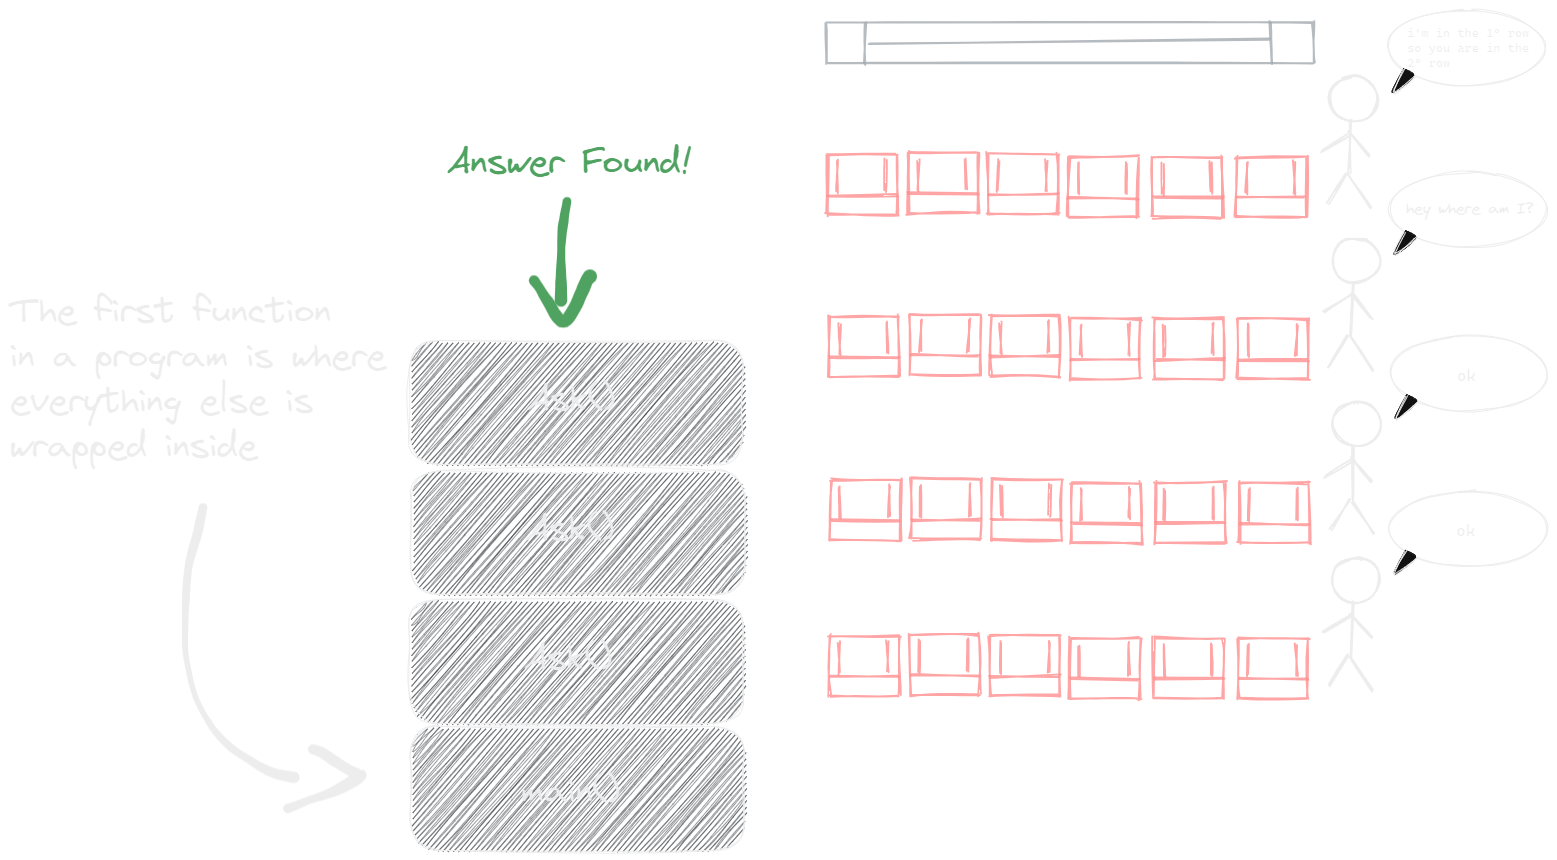 Answer Found!
The first function
in a program is where
everything else is
wrapped inside
Ask()
Ask()
Ask()
main()
i'm in the 1° row
so you are in the
2° row
hey where am I?
ok
ok